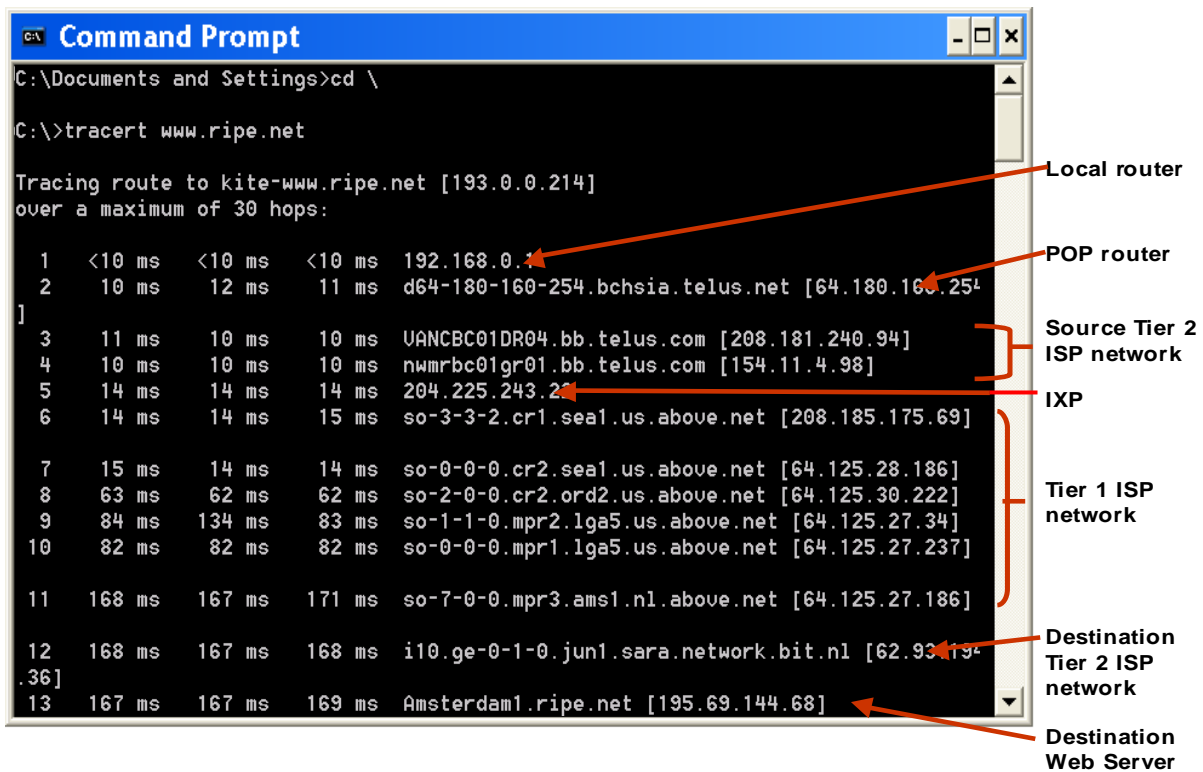 Command Prompt
C:\Documents and Settings>cd \
C:\>tracert www.ripe.net
Tracing route to kite-www.ripe.net [193.0.0.214]
over a maximum of 30 hops:
1 <10 ms <10 ms <10 ms 192.168.0.1
2 10 ms 12 ms 11 ms d64-180-160-254.bchsia.telus.net [64.180.160.254
]
3 11 ms 10 ms 10 ms VANCBC01DR04.bb.telus.com [208.181.240.94]
4 10 ms 10 ms 10 ms nwmrbc01gr01.bb.telus.com [154.11.4.98]
5 14 ms 14 ms 14 ms
6 14 ms 14 ms 15 ms so-3-3-2.cr1.sea1.us.above.net [208.185.175.69]
7 15 ms 14 ms 14 ms so-0-0-0.cr2.sea1.us.above.net [64.125.28.186]
8 63 ms 62 ms 62 ms so-2-0-0.cr2.ord2.us.above.net [64.125.30.222]
9 84 ms 134 ms 83 ms so-1-1-0.mpr2.lga5.us.above.net [64.125.27.34]
10 82 ms 82 ms 82 ms so-0-0-0.mpr1.lga5.us.above.net [64.125.27.237]
11 168 ms 167 ms 171 ms so-7-0-0.mpr3.ams1.nl.above.net [64.125.27.186]
12 168 ms 167 ms 168 ms i10.ge-0-1-0.jun1.sara.network.bit.nl
.36]
13 167 ms 167 ms 169 ms Amsterdam1.ripe.net [195.69.144.68]
Local router
POP router
Source Tier 2
ISP network
IXP
Tier 1 ISP
network
Destination
Tier 2 ISP
network
Destination
Web Server